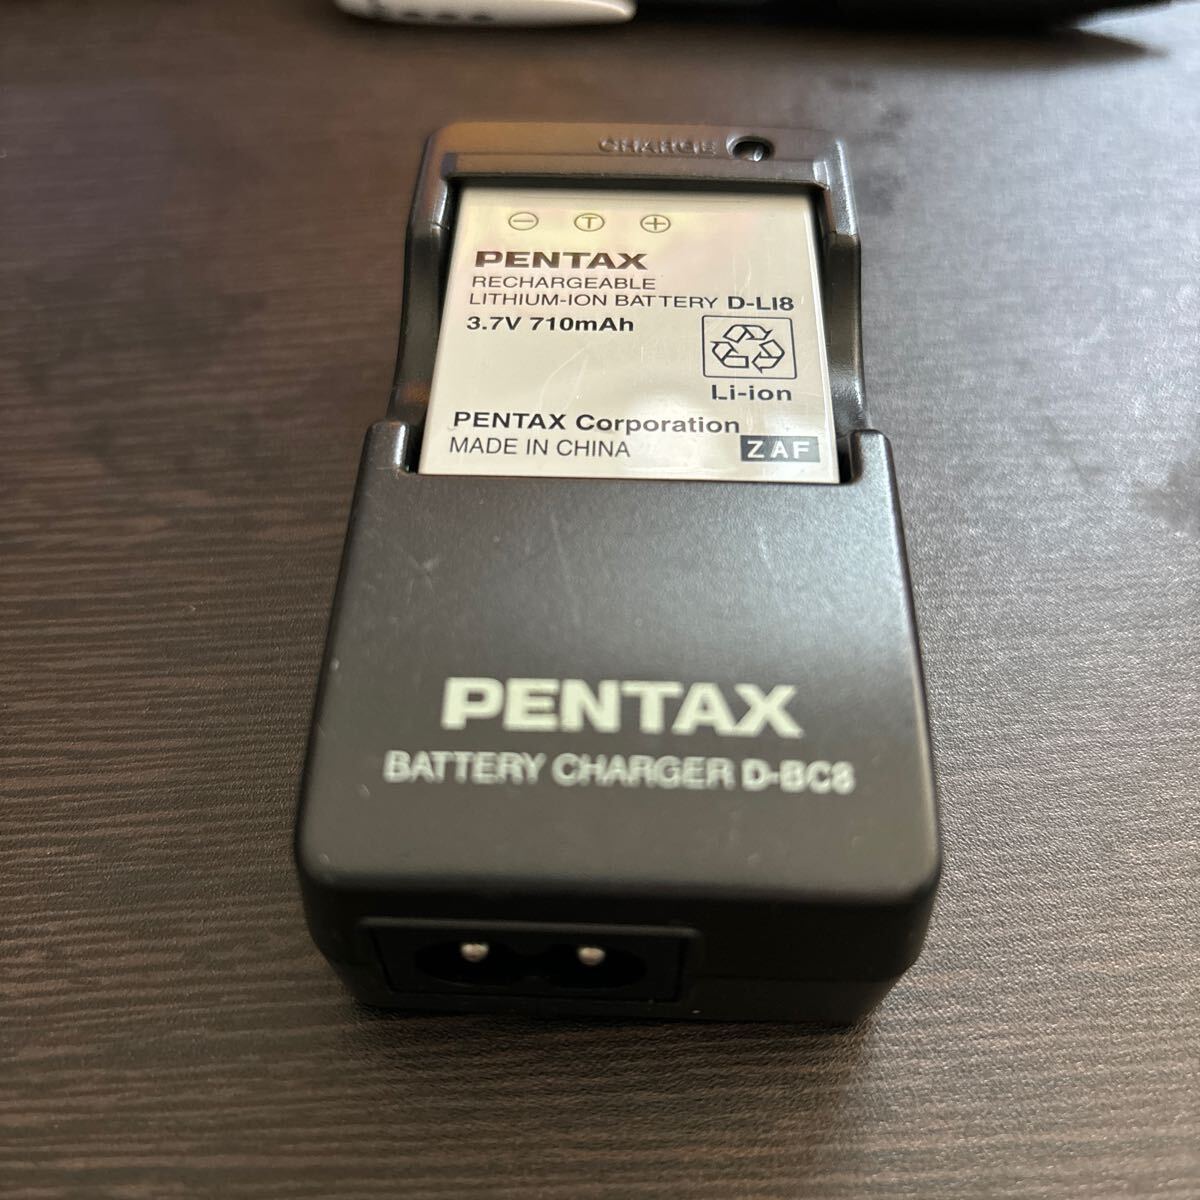 CHARGE
⊖ Ⓣ ⊕
PENTAX
RECHARGEABLE
LITHIUM-ION BATTERY D-LI8
3.7V 710mAh
Li-ion
PENTAX Corporation
MADE IN CHINA ZAF
PENTAX
BATTERY CHARGER D-BC8